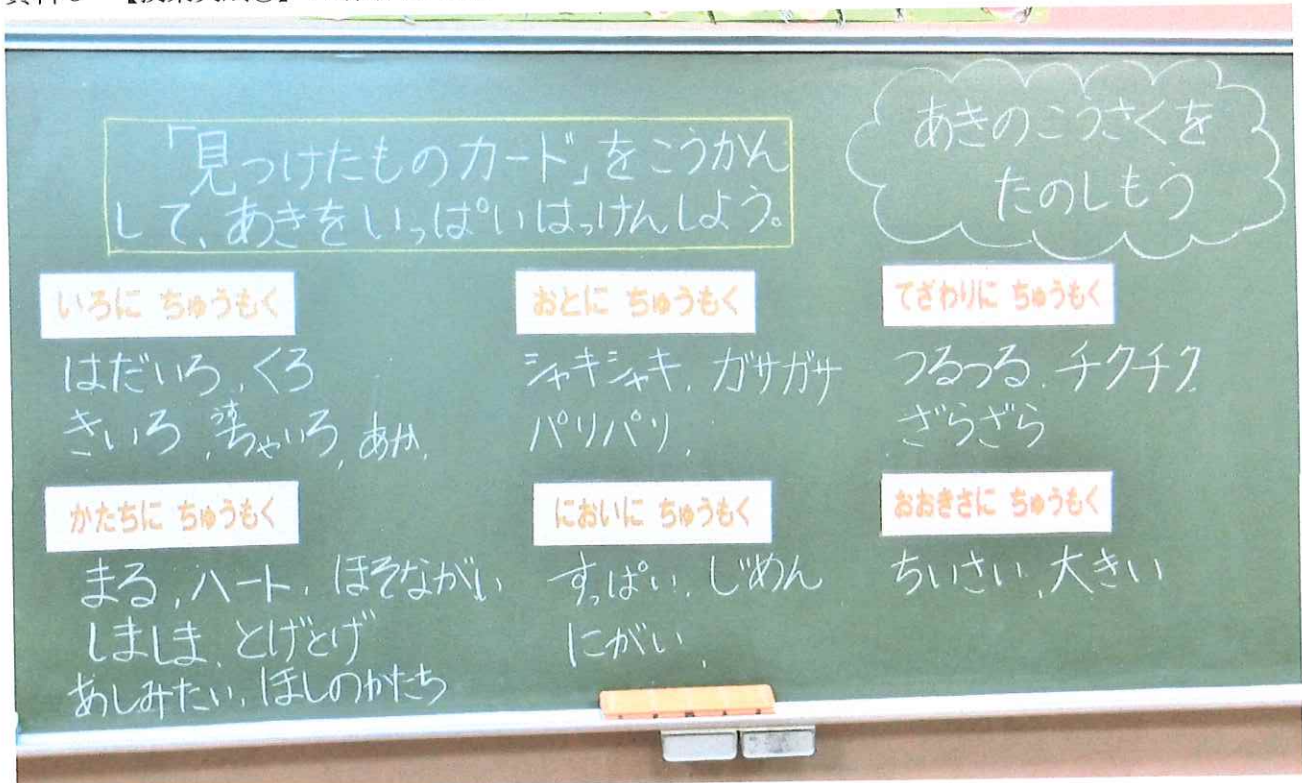 「見つけたものカード」をこうかん
して、あきをいっぱいはっけんしよう。
あきのこうさくを
たのしもう
いろに ちゅうもく
はだいろ、くろ
きいろ、ちゃいろ、あか、
おとに ちゅうもく
シャキシャキ、ガサガサ
パリパリ、
てざわりに ちゅうもく
つるつる、チクチク
ざらざら
かたちに ちゅうもく
まる、ハート、ほそながい
しましま、とげとげ
あしみたい、ほしのかたち
においに ちゅうもく
すっぱい、じめん
にがい、
おおきさに ちゅうもく
ちいさい、大きい